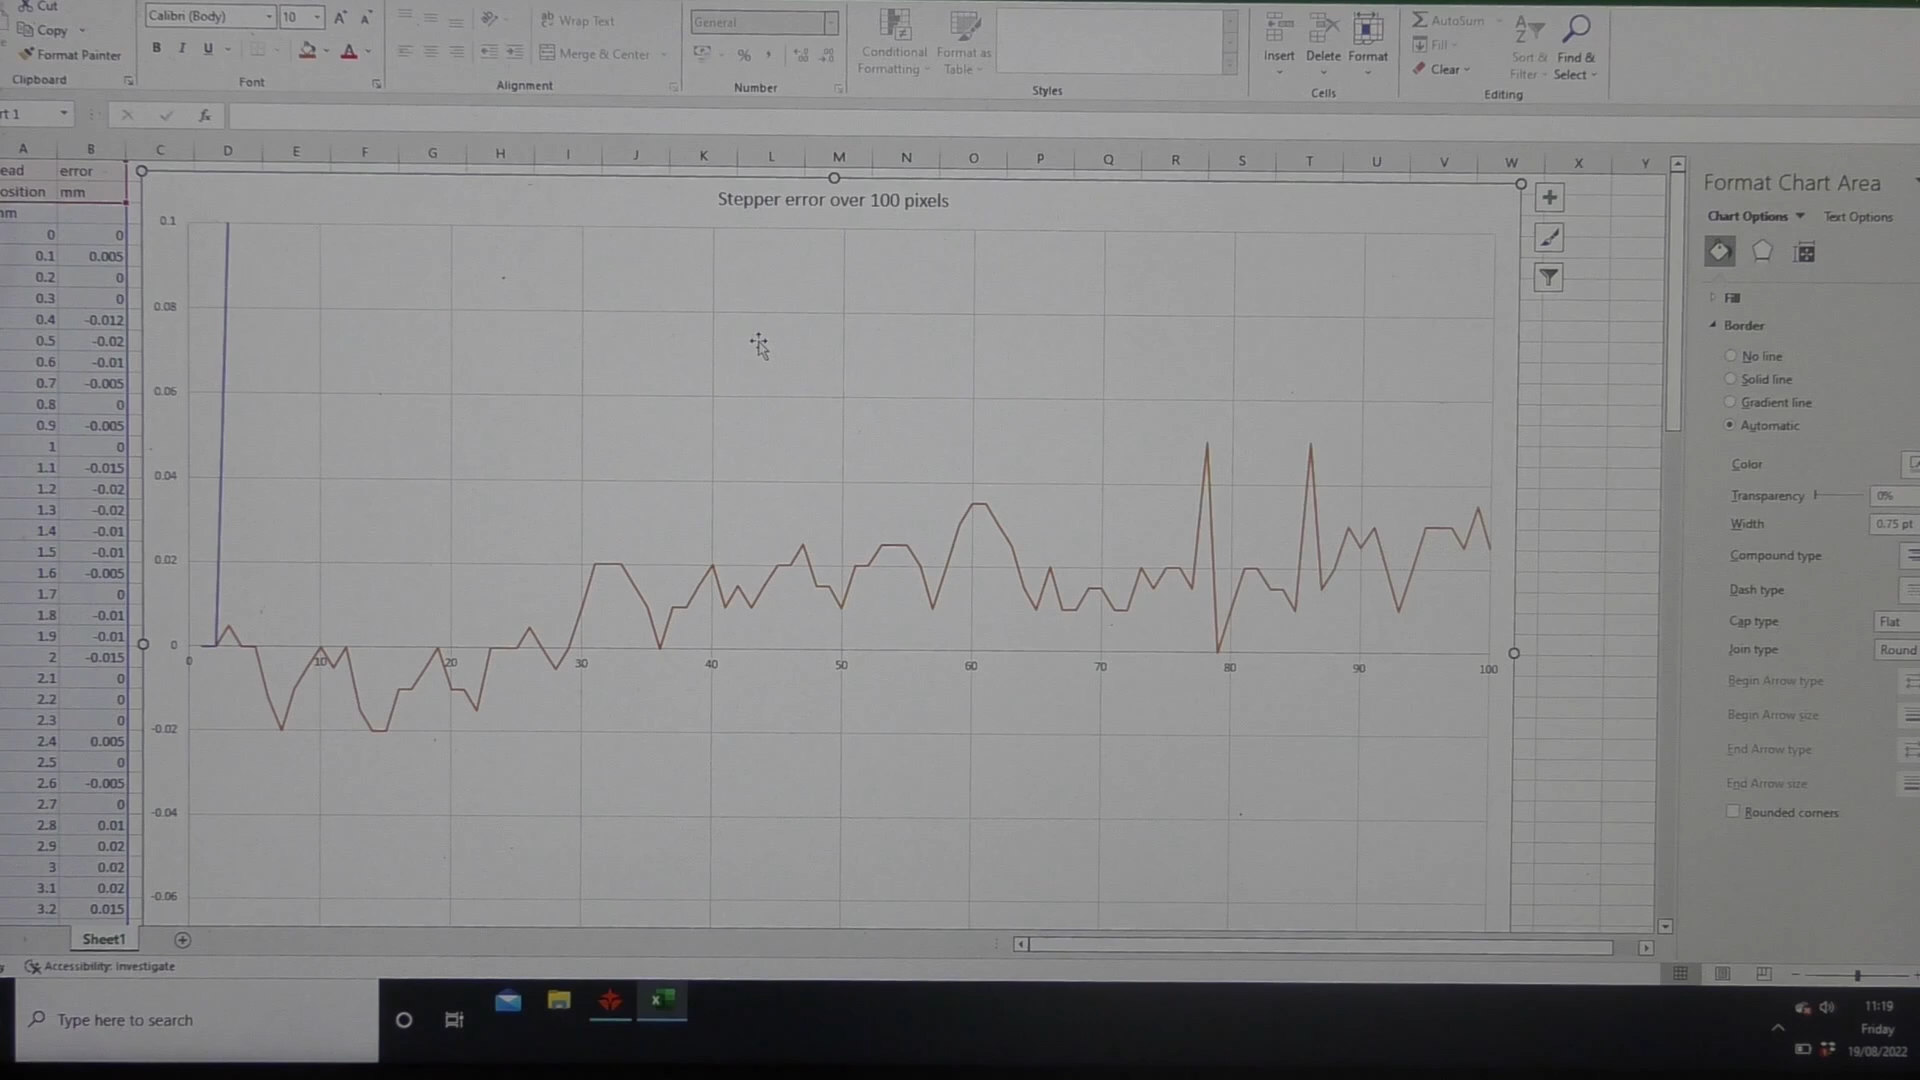 Cut
Copy
Format Painter
Clipboard
Calibri (Body) 10 A A
B I U A
Font
ab Wrap Text
Merge & Center
Alignment
General
%
Number
Conditional Formatting
Format as Table
Styles
Insert Delete Format
Cells
AutoSum
Fill
Clear
Sort & Filter
Find & Select
Editing
rt 1 fx
A B C D E F G H I J K L M N O P Q R S T U V W X Y
ead error
osition mm
nm
0 0
0.1 0.005
0.2 0
0.3 0
0.4 -0.012
0.5 -0.02
0.6 -0.01
0.7 -0.005
0.8 0
0.9 -0.005
1 0
1.1 -0.015
1.2 -0.02
1.3 -0.02
1.4 -0.01
1.5 -0.01
1.6 -0.005
1.7 0
1.8 -0.01
1.9 -0.01
2 -0.015
2.1 0
2.2 0
2.3 0
2.4 0.005
2.5 0
2.6 -0.005
2.7 0
2.8 0.01
2.9 0.02
3 0.02
3.1 0.02
3.2 0.015
Stepper error over 100 pixels
0.1
0.08
0.06
0.04
0.02
0
-0.02
-0.04
-0.06
0 10 20 30 40 50 60 70 80 90 100
Format Chart Area
Chart Options Text Options
Fill
Border
No line
Solid line
Gradient line
Automatic
Color
Transparency 0%
Width 0.75 pt
Compound type
Dash type
Cap type Flat
Join type Round
Begin Arrow type
Begin Arrow size
End Arrow type
End Arrow size
Rounded corners
Sheet1
Accessibility: Investigate
Type here to search
11:19
Friday
19/08/2022